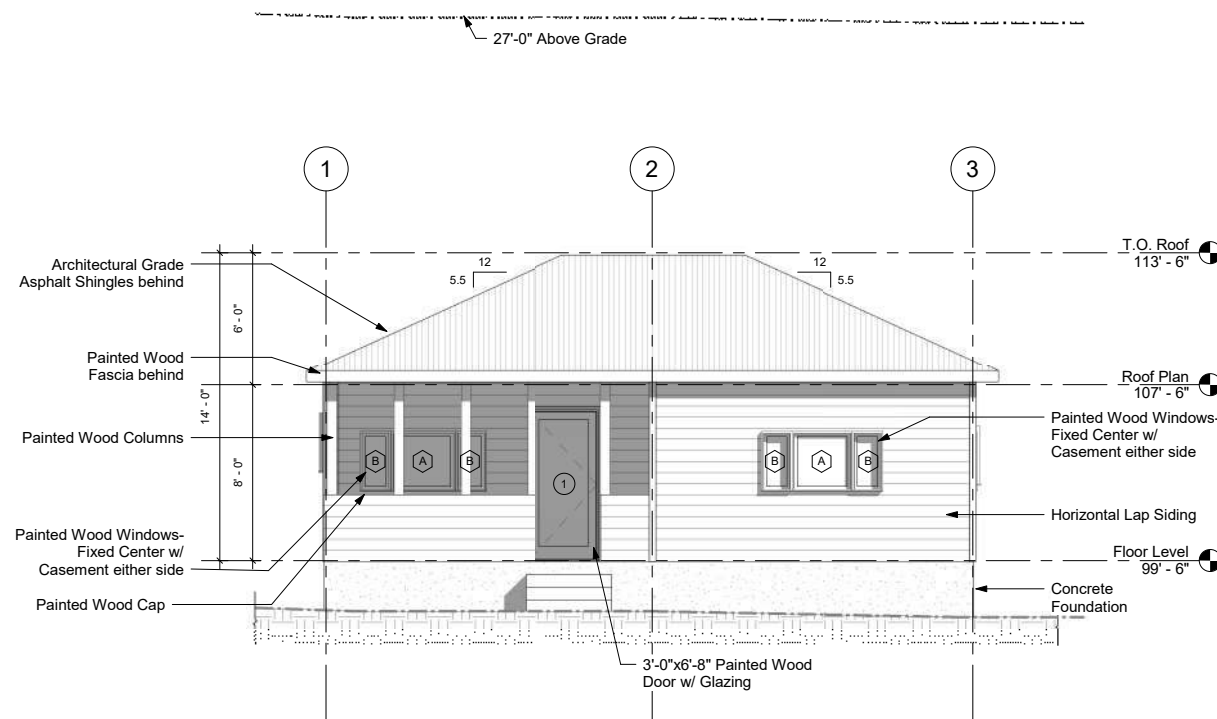 27'-0" Above Grade
1
2
3
T.O. Roof
113' - 6"
12
5.5
12
5.5
Architectural Grade
Asphalt Shingles behind
6' - 0"
Painted Wood
Fascia behind
Roof Plan
107' - 6"
14' - 0"
Painted Wood Columns
Painted Wood Windows-
Fixed Center w/
Casement either side
B
A
B
B
A
B
8' - 0"
1
Horizontal Lap Siding
Painted Wood Windows-
Fixed Center w/
Casement either side
Floor Level
99' - 6"
Painted Wood Cap
Concrete
Foundation
3'-0"x6'-8" Painted Wood
Door w/ Glazing